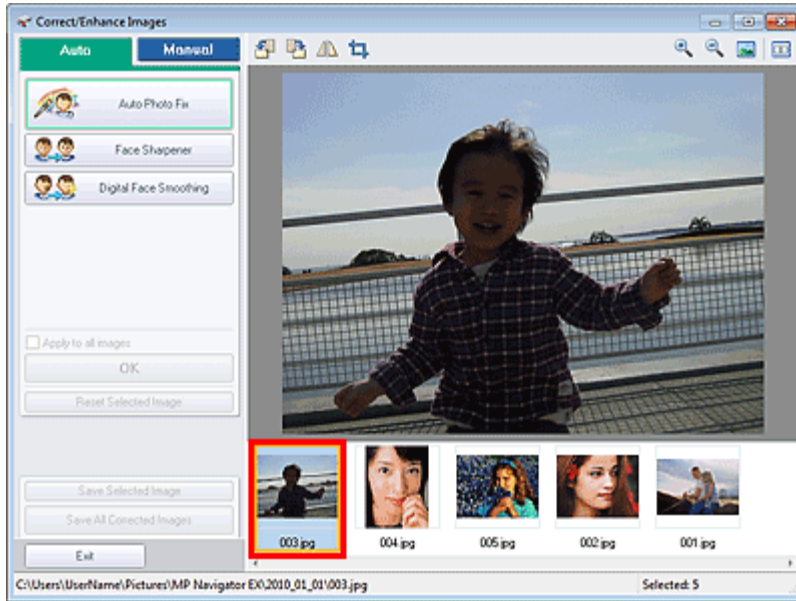 Correct/Enhance Images
Auto
Manual
Auto Photo Fix
Face Sharpener
Digital Face Smoothing
Apply to all images
OK
Reset Selected Image
Save Selected Image
Save All Corrected Images
Exit
003.jpg
004.jpg
005.jpg
002.jpg
001.jpg
C:\Users\UserName\Pictures\MP Navigator EX\2010_01_01\003.jpg
Selected: 5